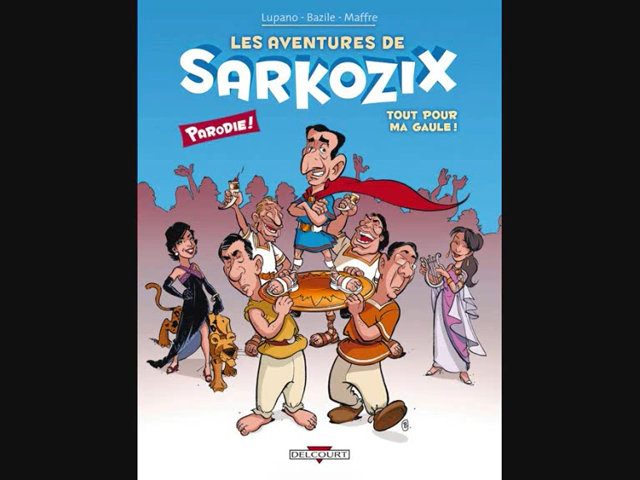 Lupano - Bazile - Maffre
LES AVENTURES DE
SARKOZIX
PARODIE!
TOUT POUR
MA GAULE !
DELCOURT